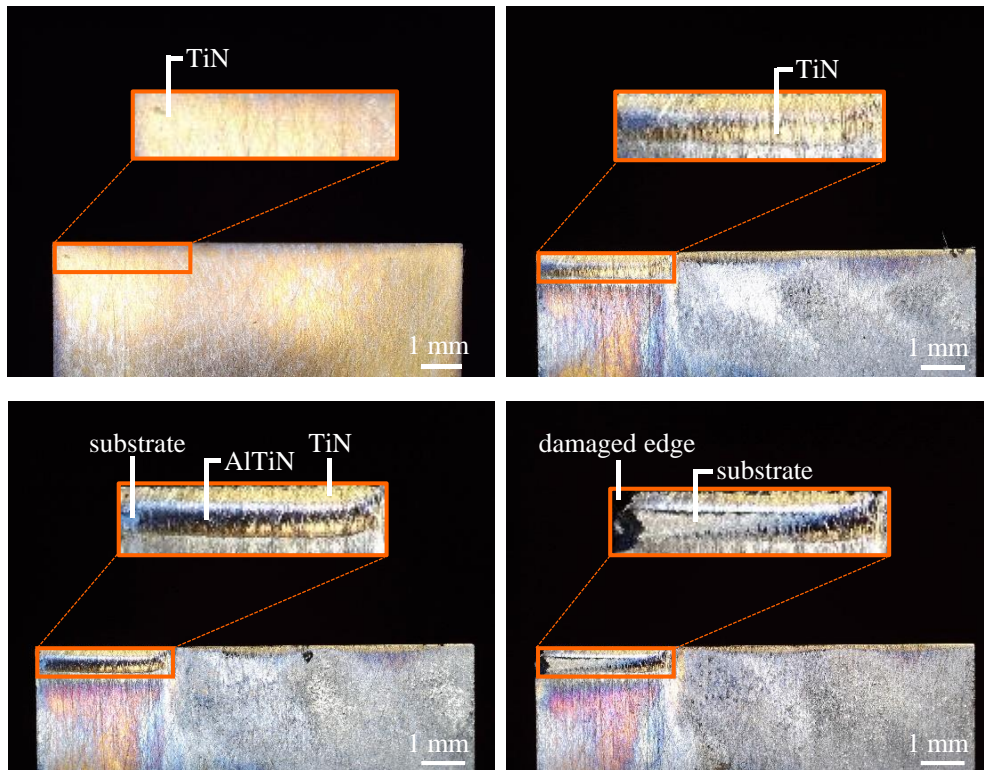 TiN
1 mm
TiN
1 mm
substrate
AlTiN
TiN
1 mm
damaged edge
substrate
1 mm